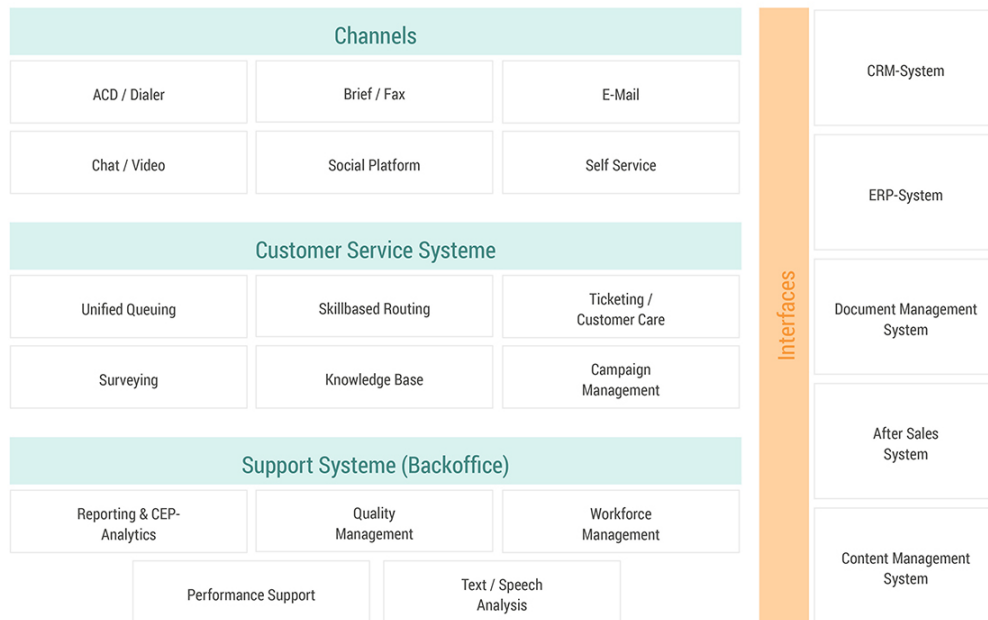 Channels
ACD / Dialer
Brief / Fax
E-Mail
Chat / Video
Social Platform
Self Service
Customer Service Systeme
Unified Queuing
Skillbased Routing
Ticketing /
Customer Care
Surveying
Knowledge Base
Campaign
Management
Support Systeme (Backoffice)
Reporting & CEP-
Analytics
Quality
Management
Workforce
Management
Performance Support
Text / Speech
Analysis
Interfaces
CRM-System
ERP-System
Document Management
System
After Sales
System
Content Management
System